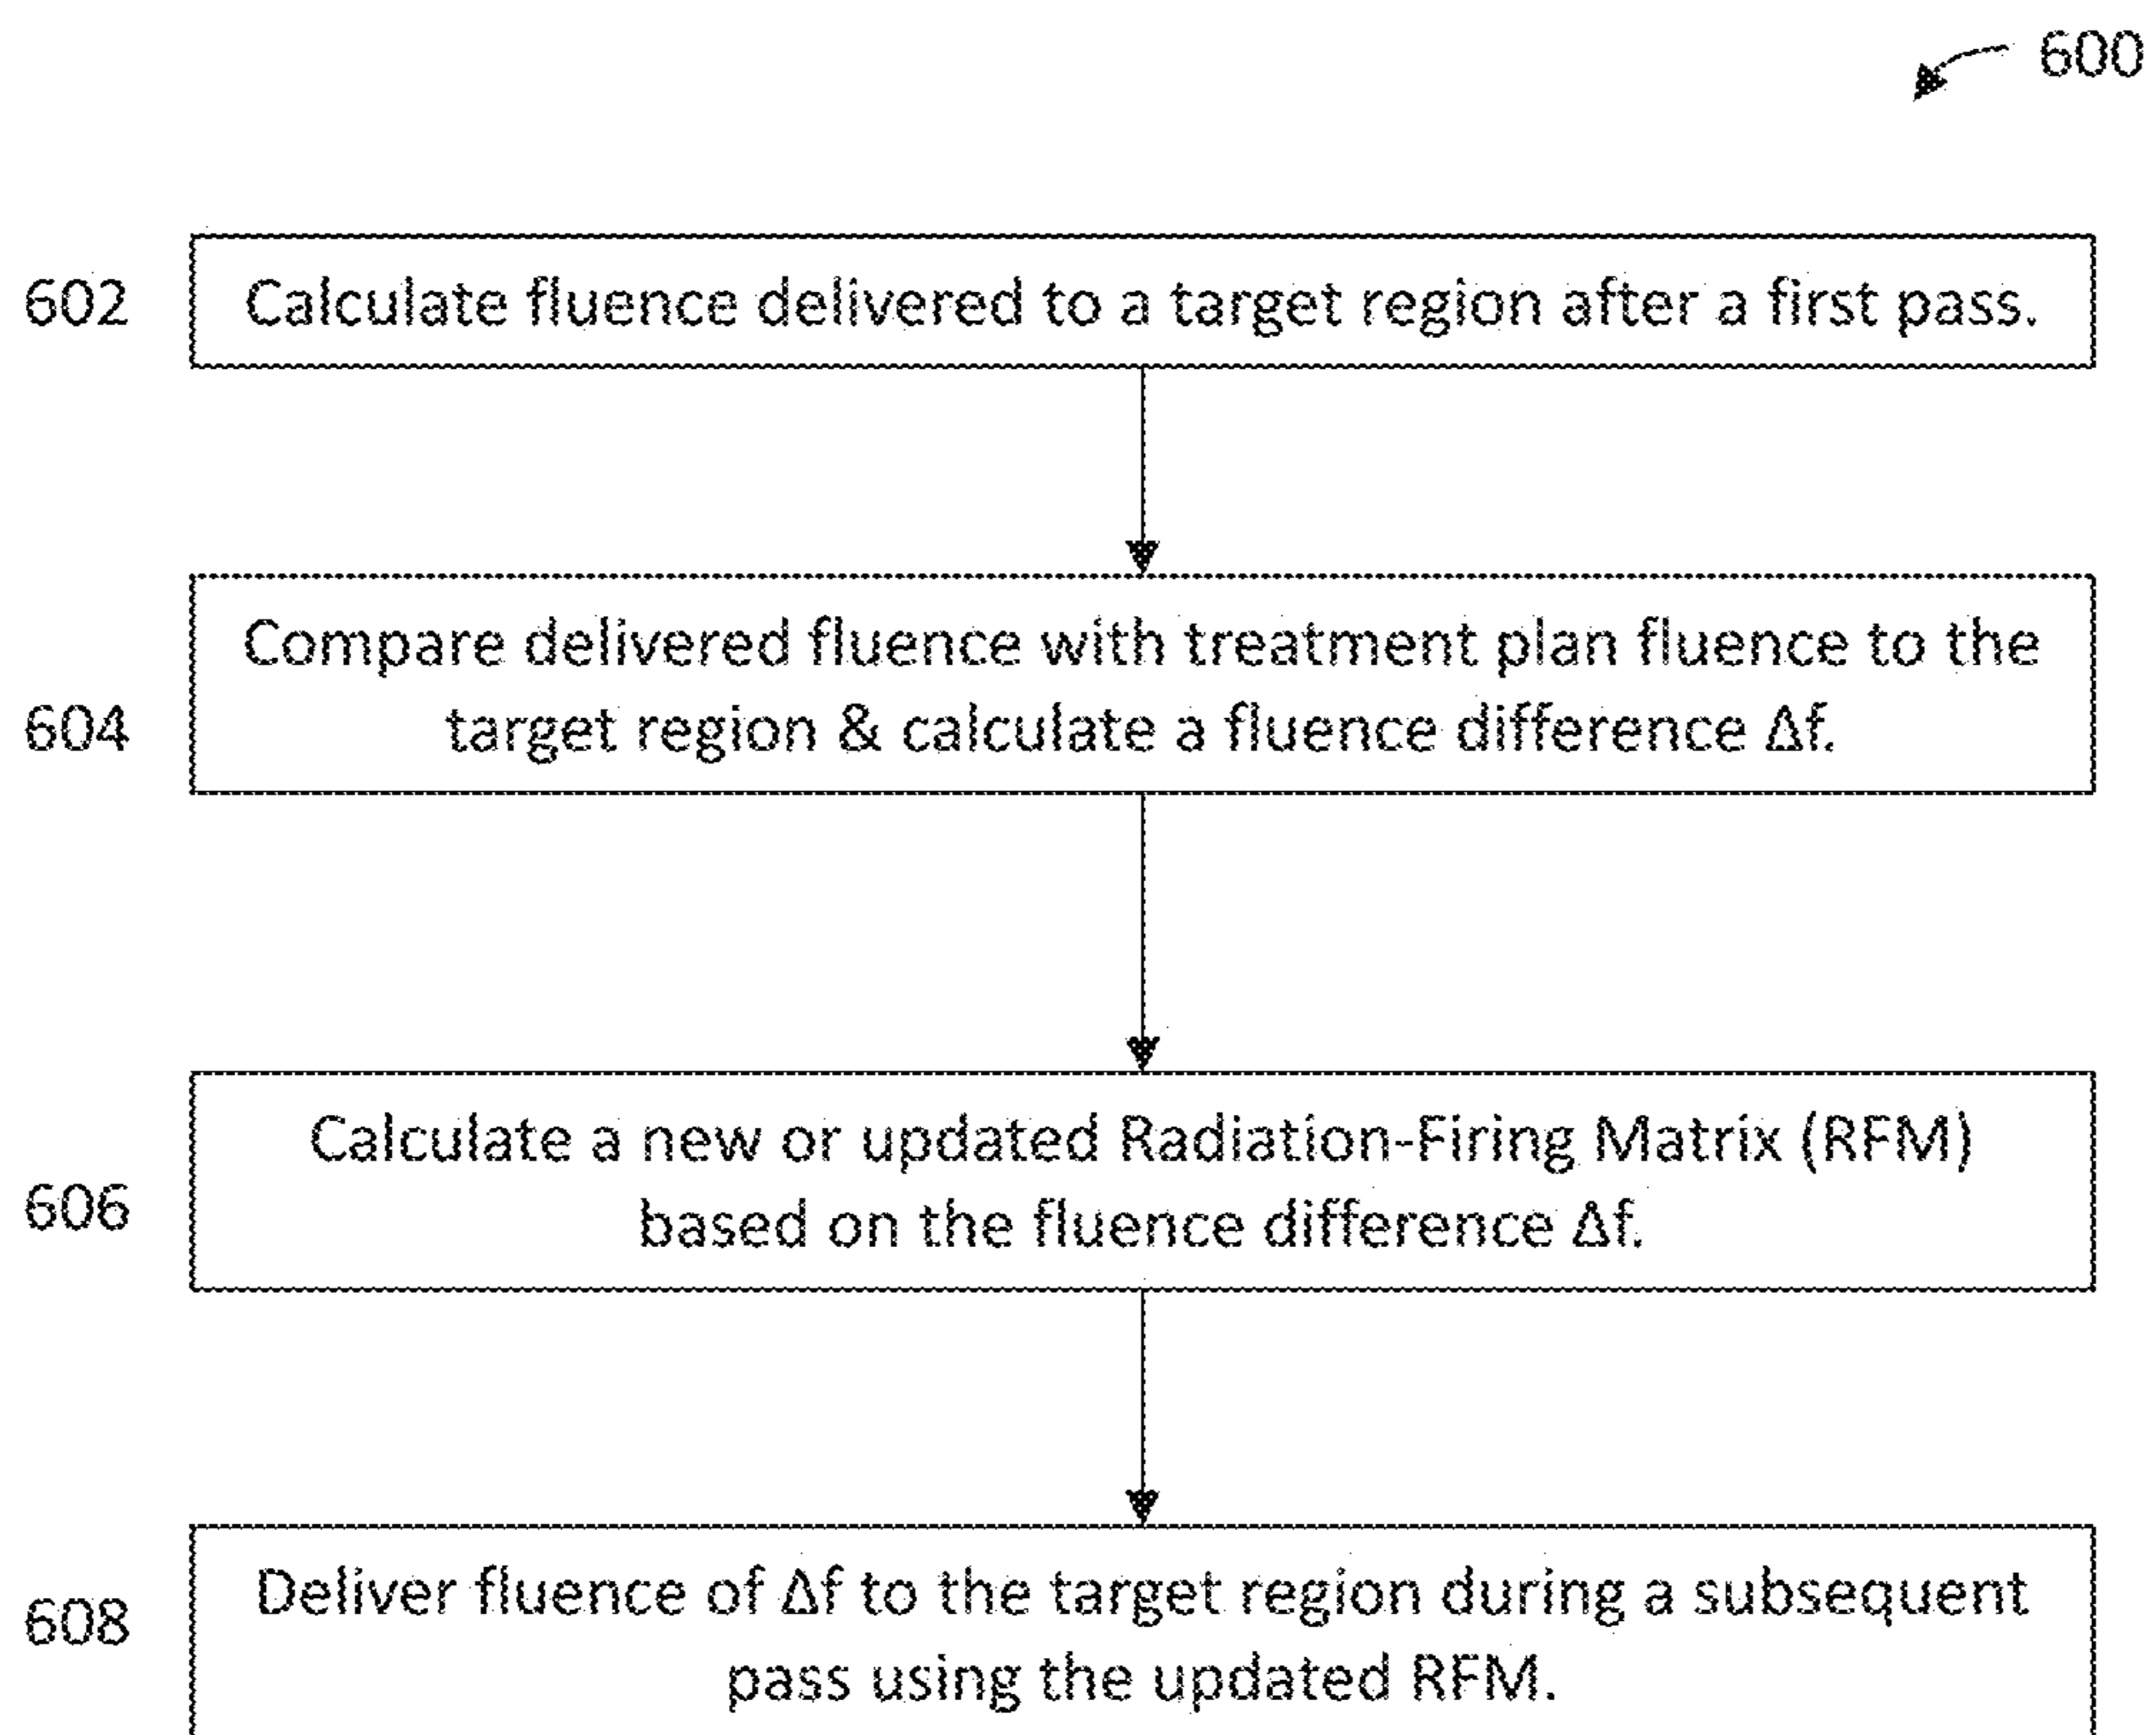 600
602
Calculate fluence delivered to a target region after a first pass.
604
Compare delivered fluence with treatment plan fluence to the
target region & calculate a fluence difference Δf.
606
Calculate a new or updated Radiation-Firing Matrix (RFM)
based on the fluence difference Δf.
608
Deliver fluence of Δf to the target region during a subsequent
pass using the updated RFM.